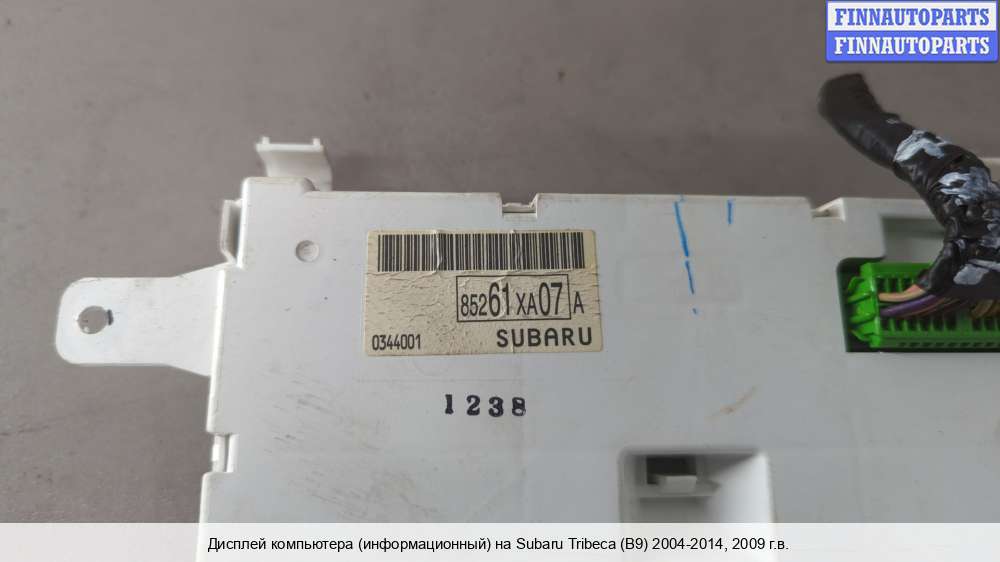 FINNAUTOPARTS
FINNAUTOPARTS
85261XA07A
0344001 SUBARU
1238
Дисплей компьютера (информационный) на Subaru Tribeca (B9) 2004-2014, 2009 г.в.